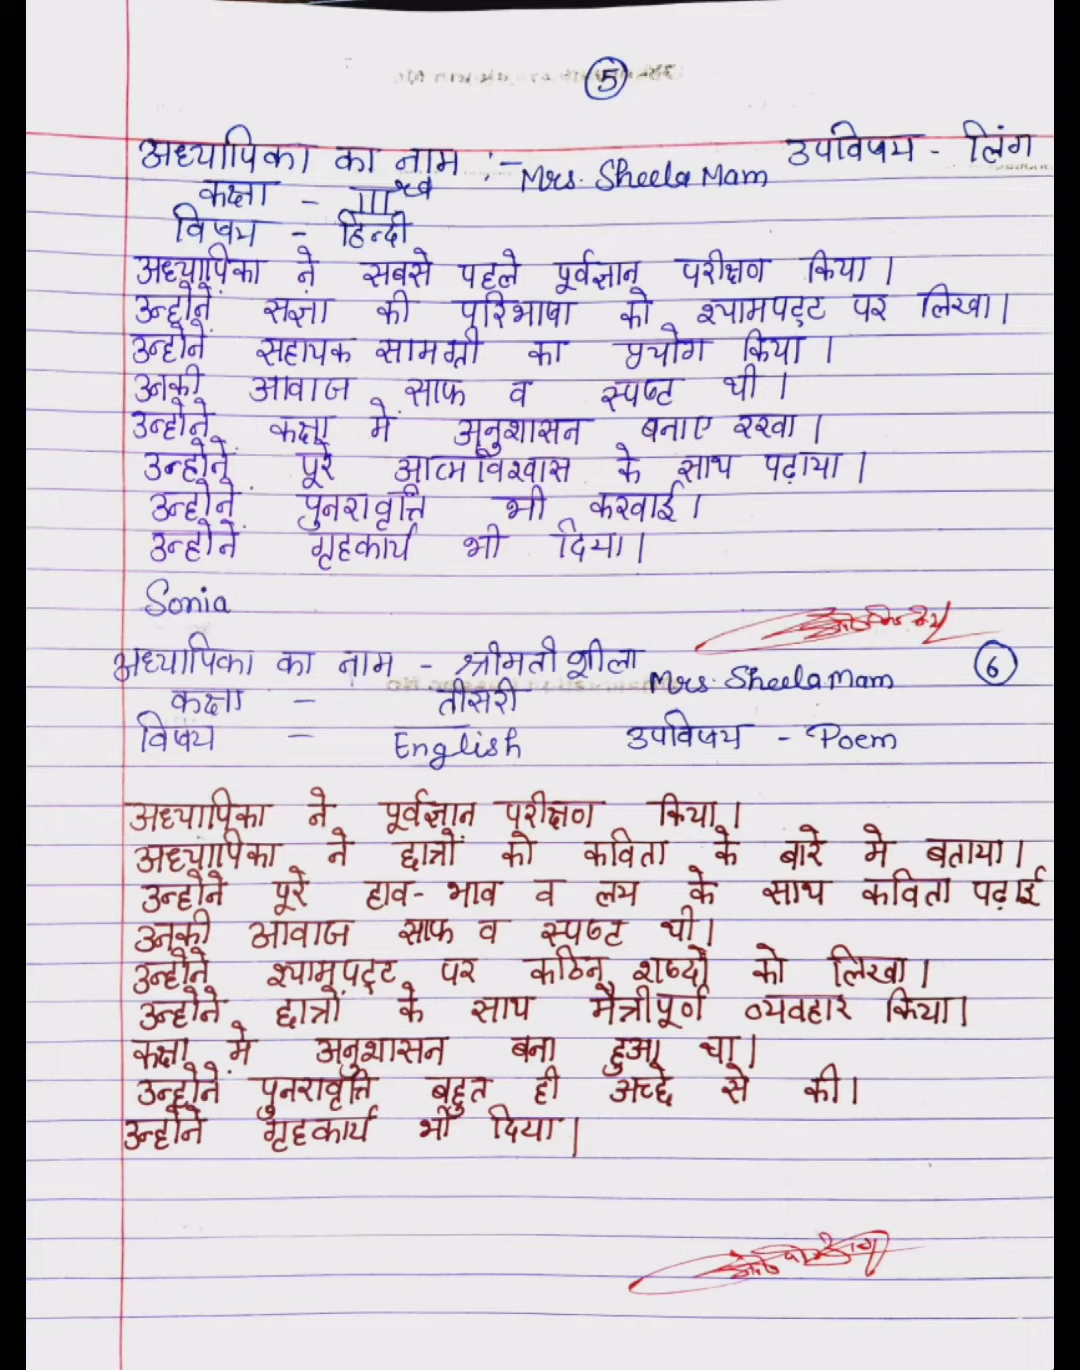 5
अध्यापिका का नाम :- Mrs. Sheela Mam उपविषय - लिंग
कक्षा - III ख
विषय - हिन्दी
अध्यापिका ने सबसे पहले पूर्वज्ञान परीक्षण किया।
उन्होंनें संज्ञा की परिभाषा को श्यामपट्ट पर लिखा।
उन्होंनें सहायक सामग्री का प्रयोग किया।
उनकी आवाज साफ व स्पष्ट थी।
उन्होंने कक्षा में अनुशासन बनाए रखा।
उन्होंनें पूरे आत्मविश्वास के साथ पढ़ाया।
उन्होंनें पुनरावृत्ति भी करवाई।
उन्होंनें गृहकार्य भी दिया।
Sonia
अध्यापिका का नाम - श्रीमती शीला Mrs. Sheela Mam 6
कक्षा - तीसरी
विषय - English उपविषय - Poem
अध्यापिका ने पूर्वज्ञान परीक्षण किया।
अध्यापिका ने छात्रों को कविता के बारे मे बताया।
उन्होंने पूरे हाव-भाव व लय के साथ कविता पढ़ाई
उनकी आवाज साफ व स्पष्ट थी।
उन्होंने श्यामपट्ट पर कठिन शब्दों को लिखा।
उन्होंने छात्रों के साथ मैत्रीपूर्ण व्यवहार किया।
कक्षा में अनुशासन बना हुआ था।
उन्होंने पुनरावृत्ति बहुत ही अच्छे से की।
उन्होंने गृहकार्य भी दिया।